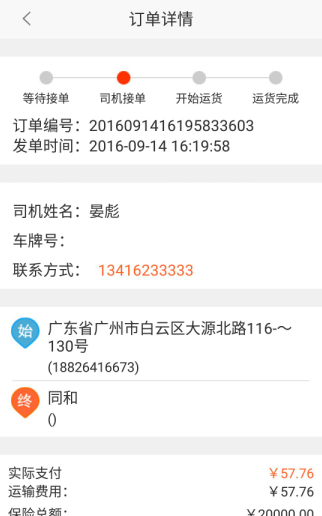 订单详情
等待接单 司机接单 开始运货 运货完成
订单编号：2016091416195833603
发单时间：2016-09-14 16:19:58
司机姓名：晏彪
车牌号：
联系方式： 13416233333
始 广东省广州市白云区大源北路116-～
130号
(18826416673)
终 同和
()
实际支付 ￥57.76
运输费用： ￥57.76
保险总额： ￥20000.00